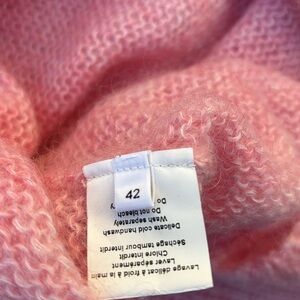 42
Lavage délicat à froid à la main
Laver séparément
Chlore interdit
Séchage tambour interdit
Delicate cold handwash
Wash separately
Do not bleach
Do